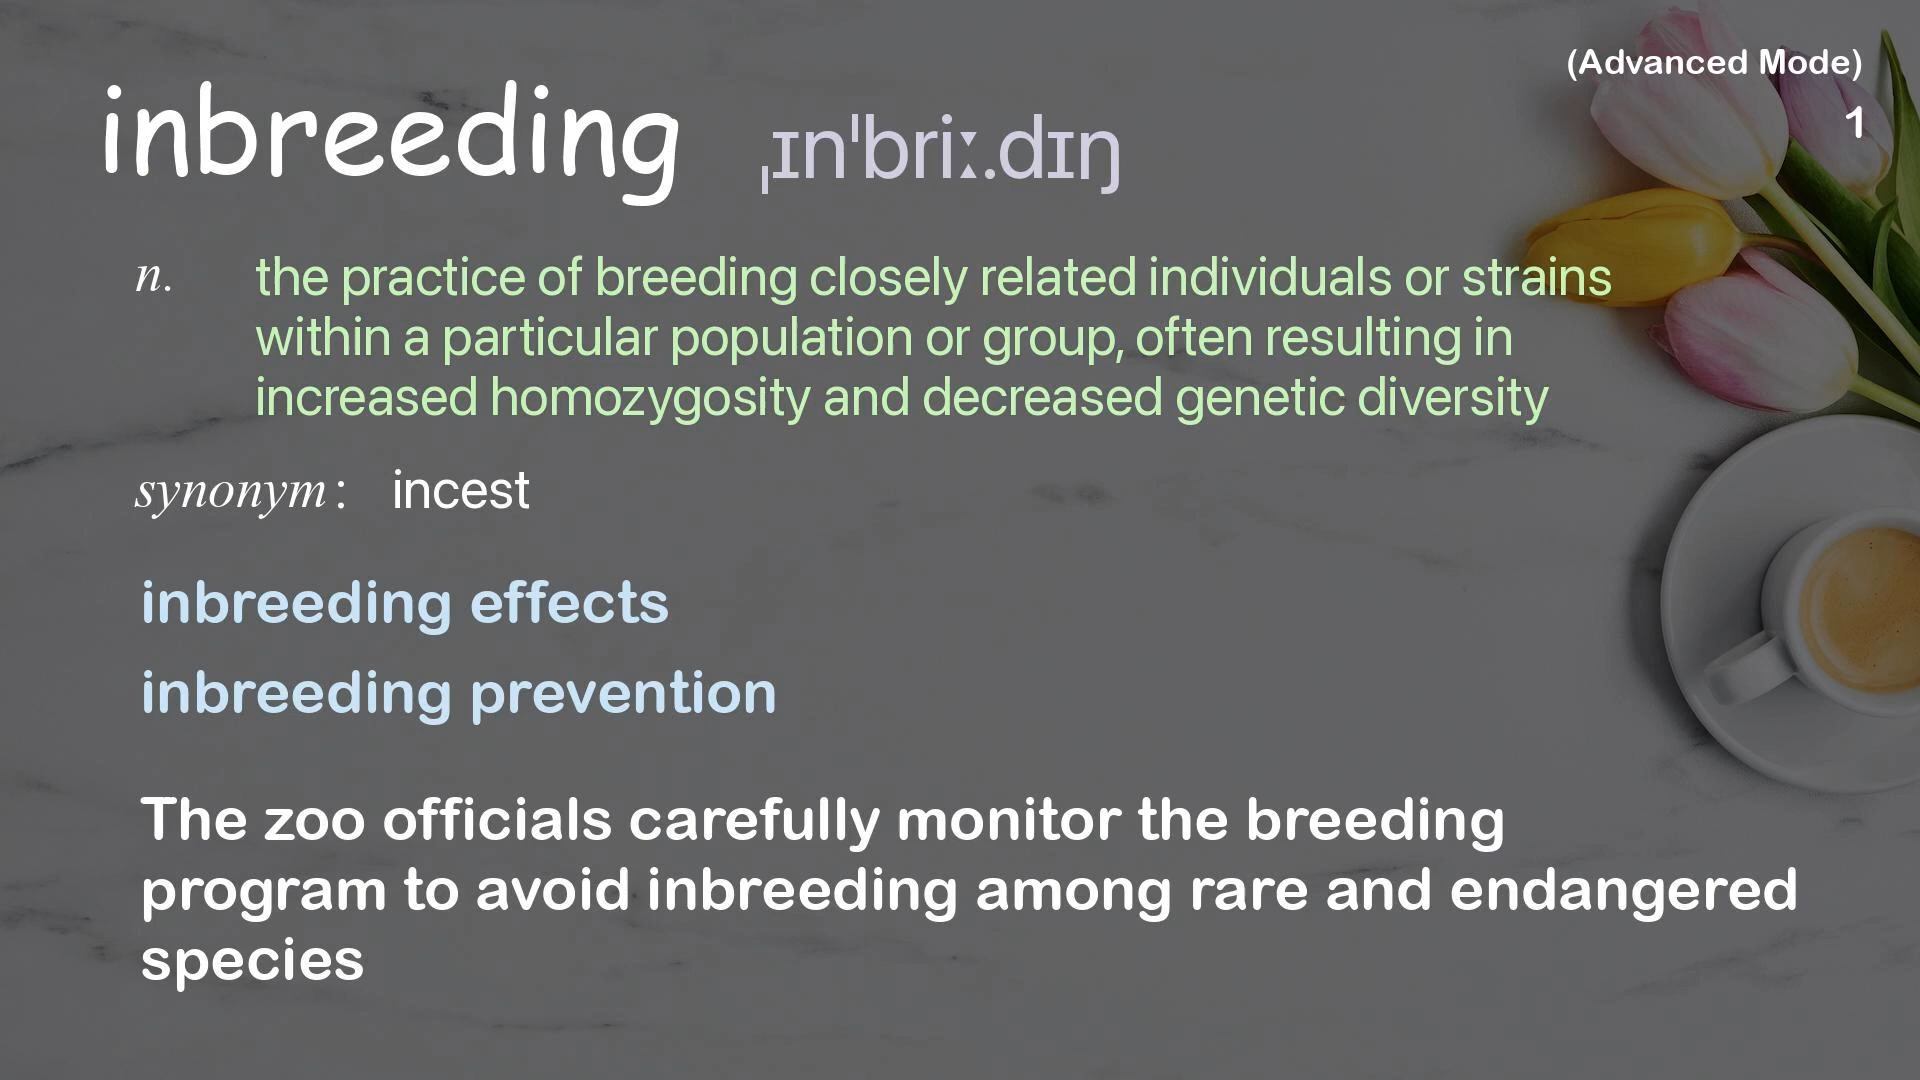 (Advanced Mode)
1
inbreeding ˌɪnˈbriː.dɪŋ
n. the practice of breeding closely related individuals or strains
within a particular population or group, often resulting in
increased homozygosity and decreased genetic diversity
synonym: incest
inbreeding effects
inbreeding prevention
The zoo officials carefully monitor the breeding
program to avoid inbreeding among rare and endangered
species